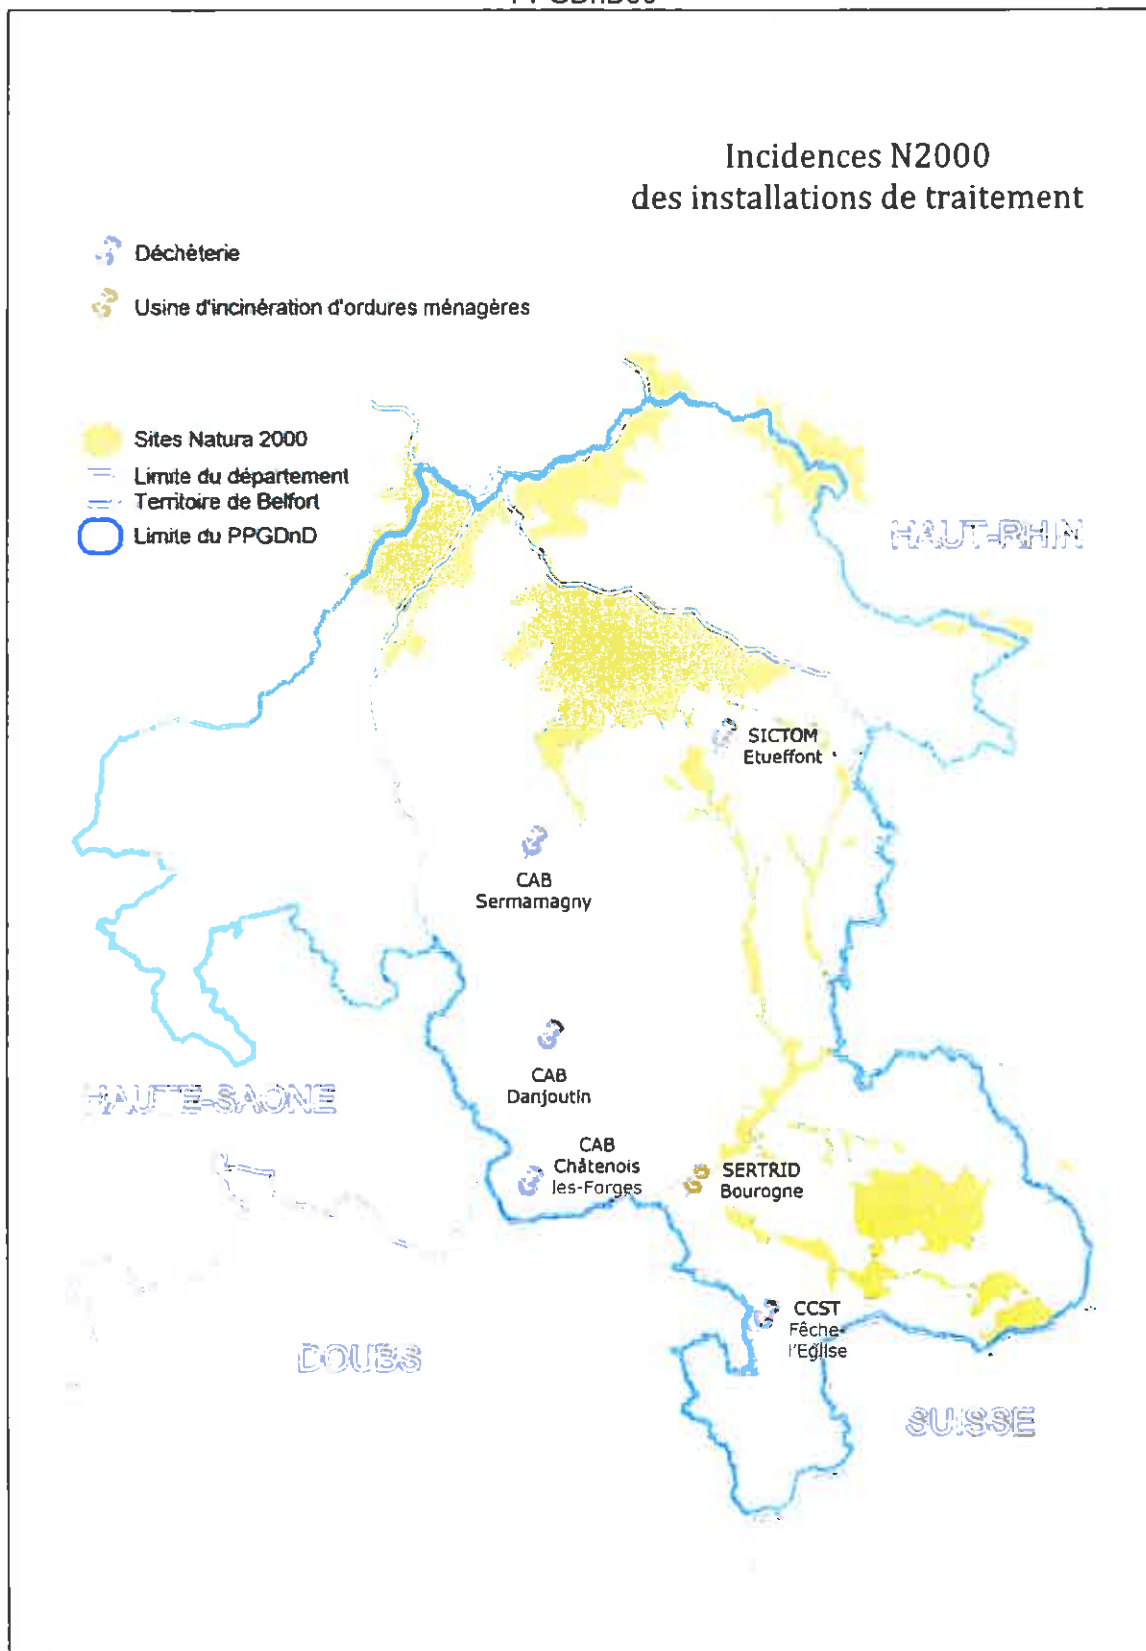 Incidences N2000
des installations de traitement
Déchèterie
Usine d'incinération d'ordures ménagères
Sites Natura 2000
Limite du département
Territoire de Belfort
Limite du PPGDnD
HAUT-RHIN
SICTOM
Etueffont
CAB
Sermamagny
CAB
Danjoutin
HAUTE-SAONE
CAB
Châtenois
les-Forges
SERTRID
Bourogne
CCST
Fêche-
l'Eglise
DOUBS
SUISSE